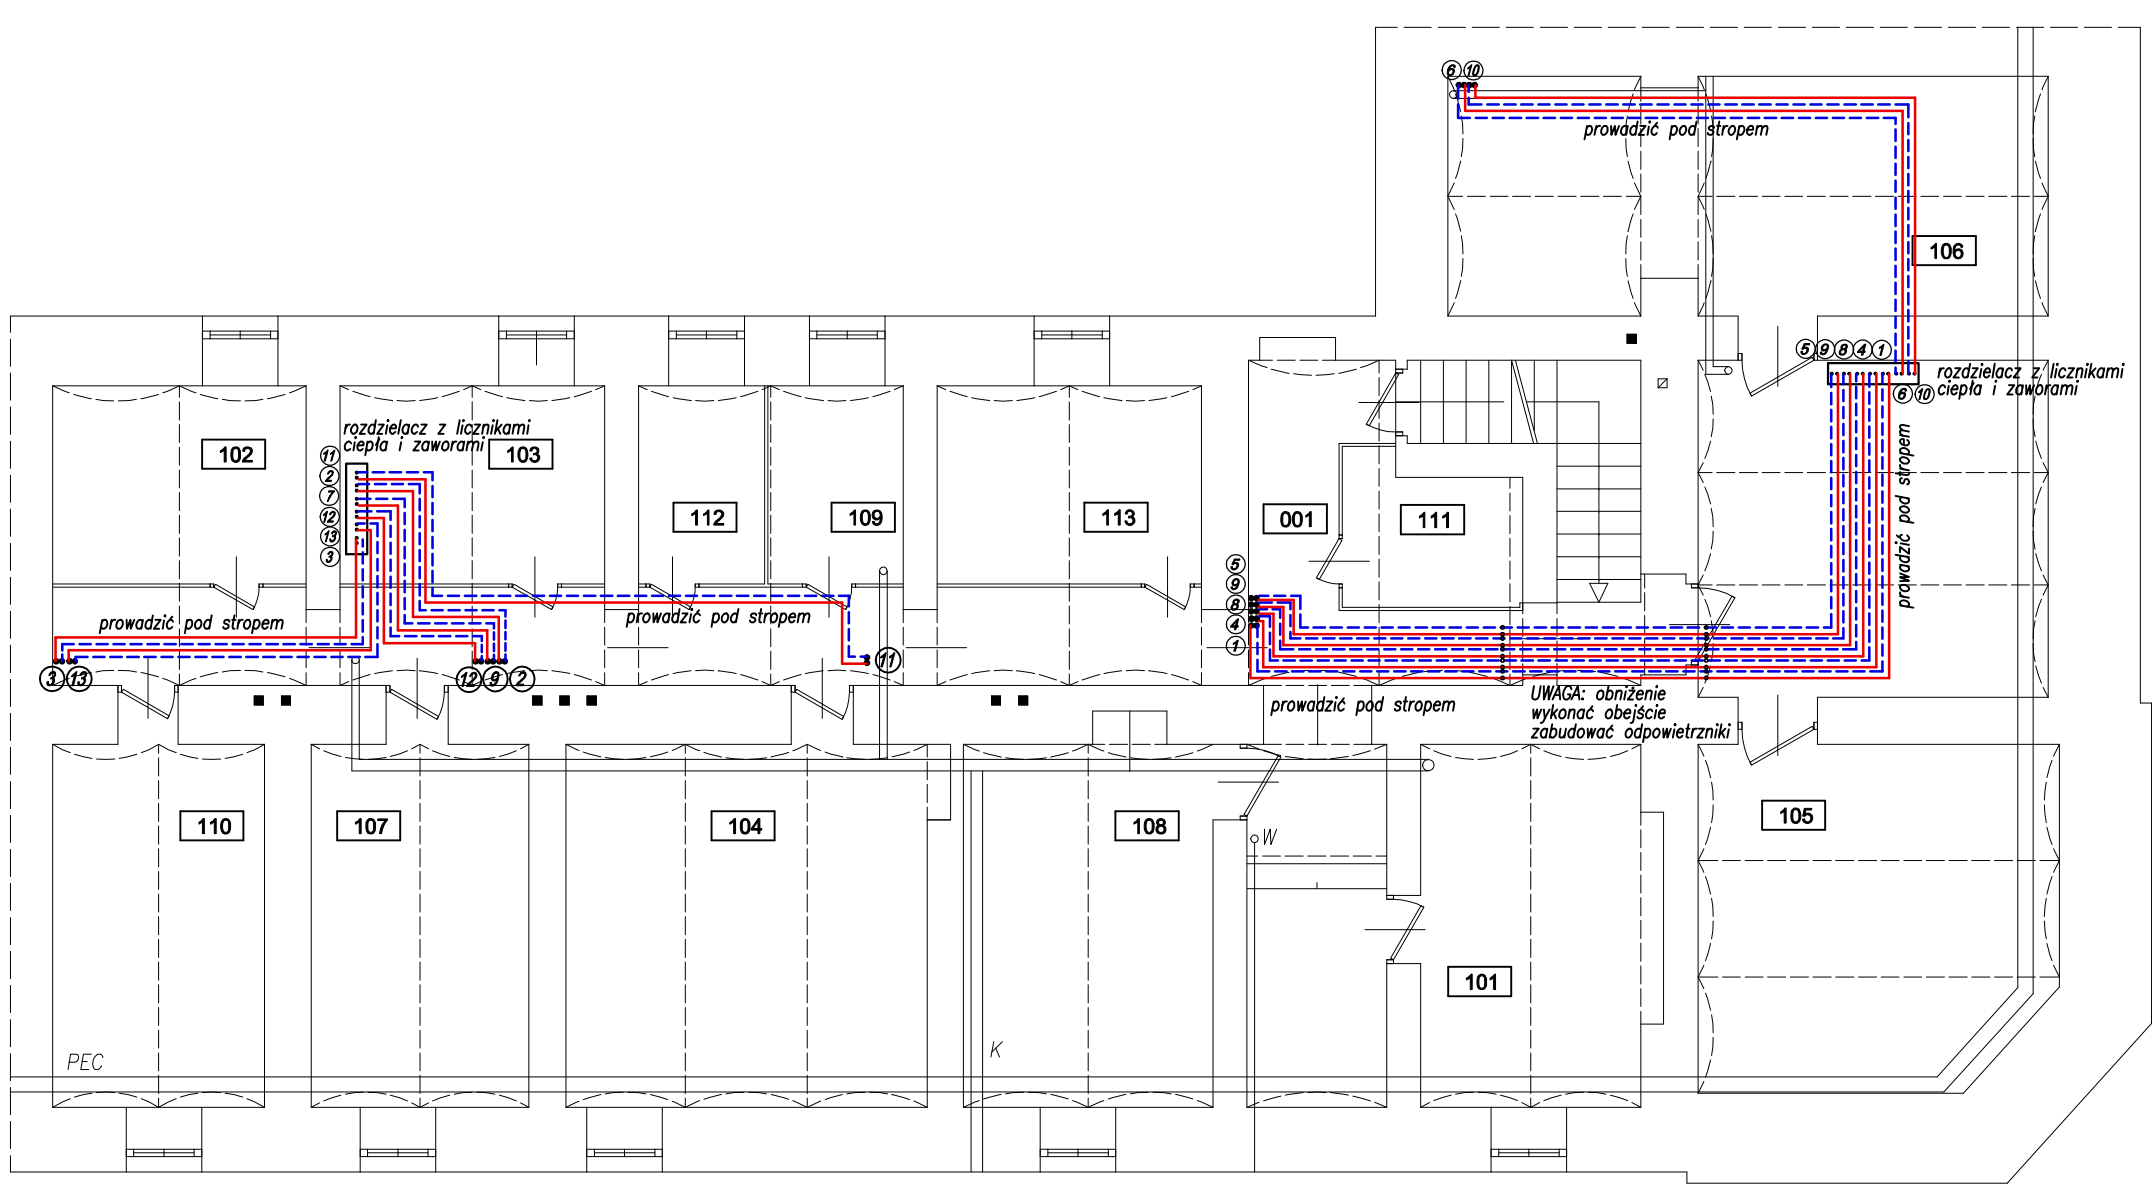 6 10
prowadzić pod stropem
106
5 9 8 4 1
rozdzielacz z licznikami
ciepła i zaworami
6 10
prowadzić pod stropem
rozdzielacz z licznikami
ciepła i zaworami
102
103
11
2
7
12
13
3
112
109
113
001
111
5
9
8
4
1
prowadzić pod stropem
prowadzić pod stropem
3 13
12 9 2
11
prowadzić pod stropem
UWAGA: obniżenie
wykonać obejście
zabudować odpowietrzniki
110
107
104
108
W
105
101
PEC
K